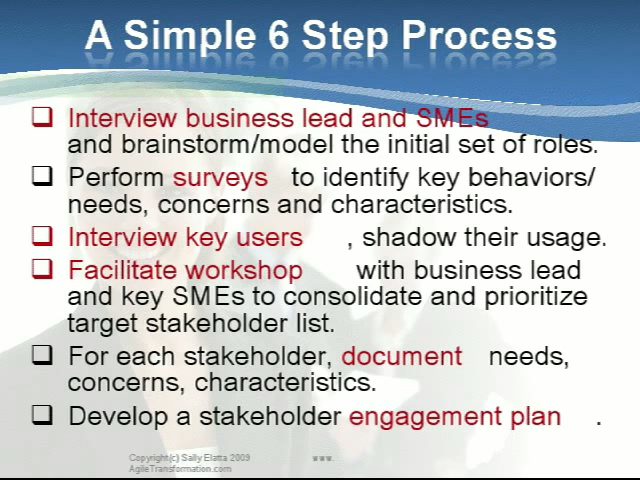 A Simple 6 Step Process
Interview business lead and SMEs
and brainstorm/model the initial set of roles.
Perform surveys to identify key behaviors/
needs, concerns and characteristics.
Interview key users , shadow their usage.
Facilitate workshop with business lead
and key SMEs to consolidate and prioritize
target stakeholder list.
For each stakeholder, document needs,
concerns, characteristics.
Develop a stakeholder engagement plan .
Copyright(c) Sally Elatta 2009 www.
AgileTransformation.com